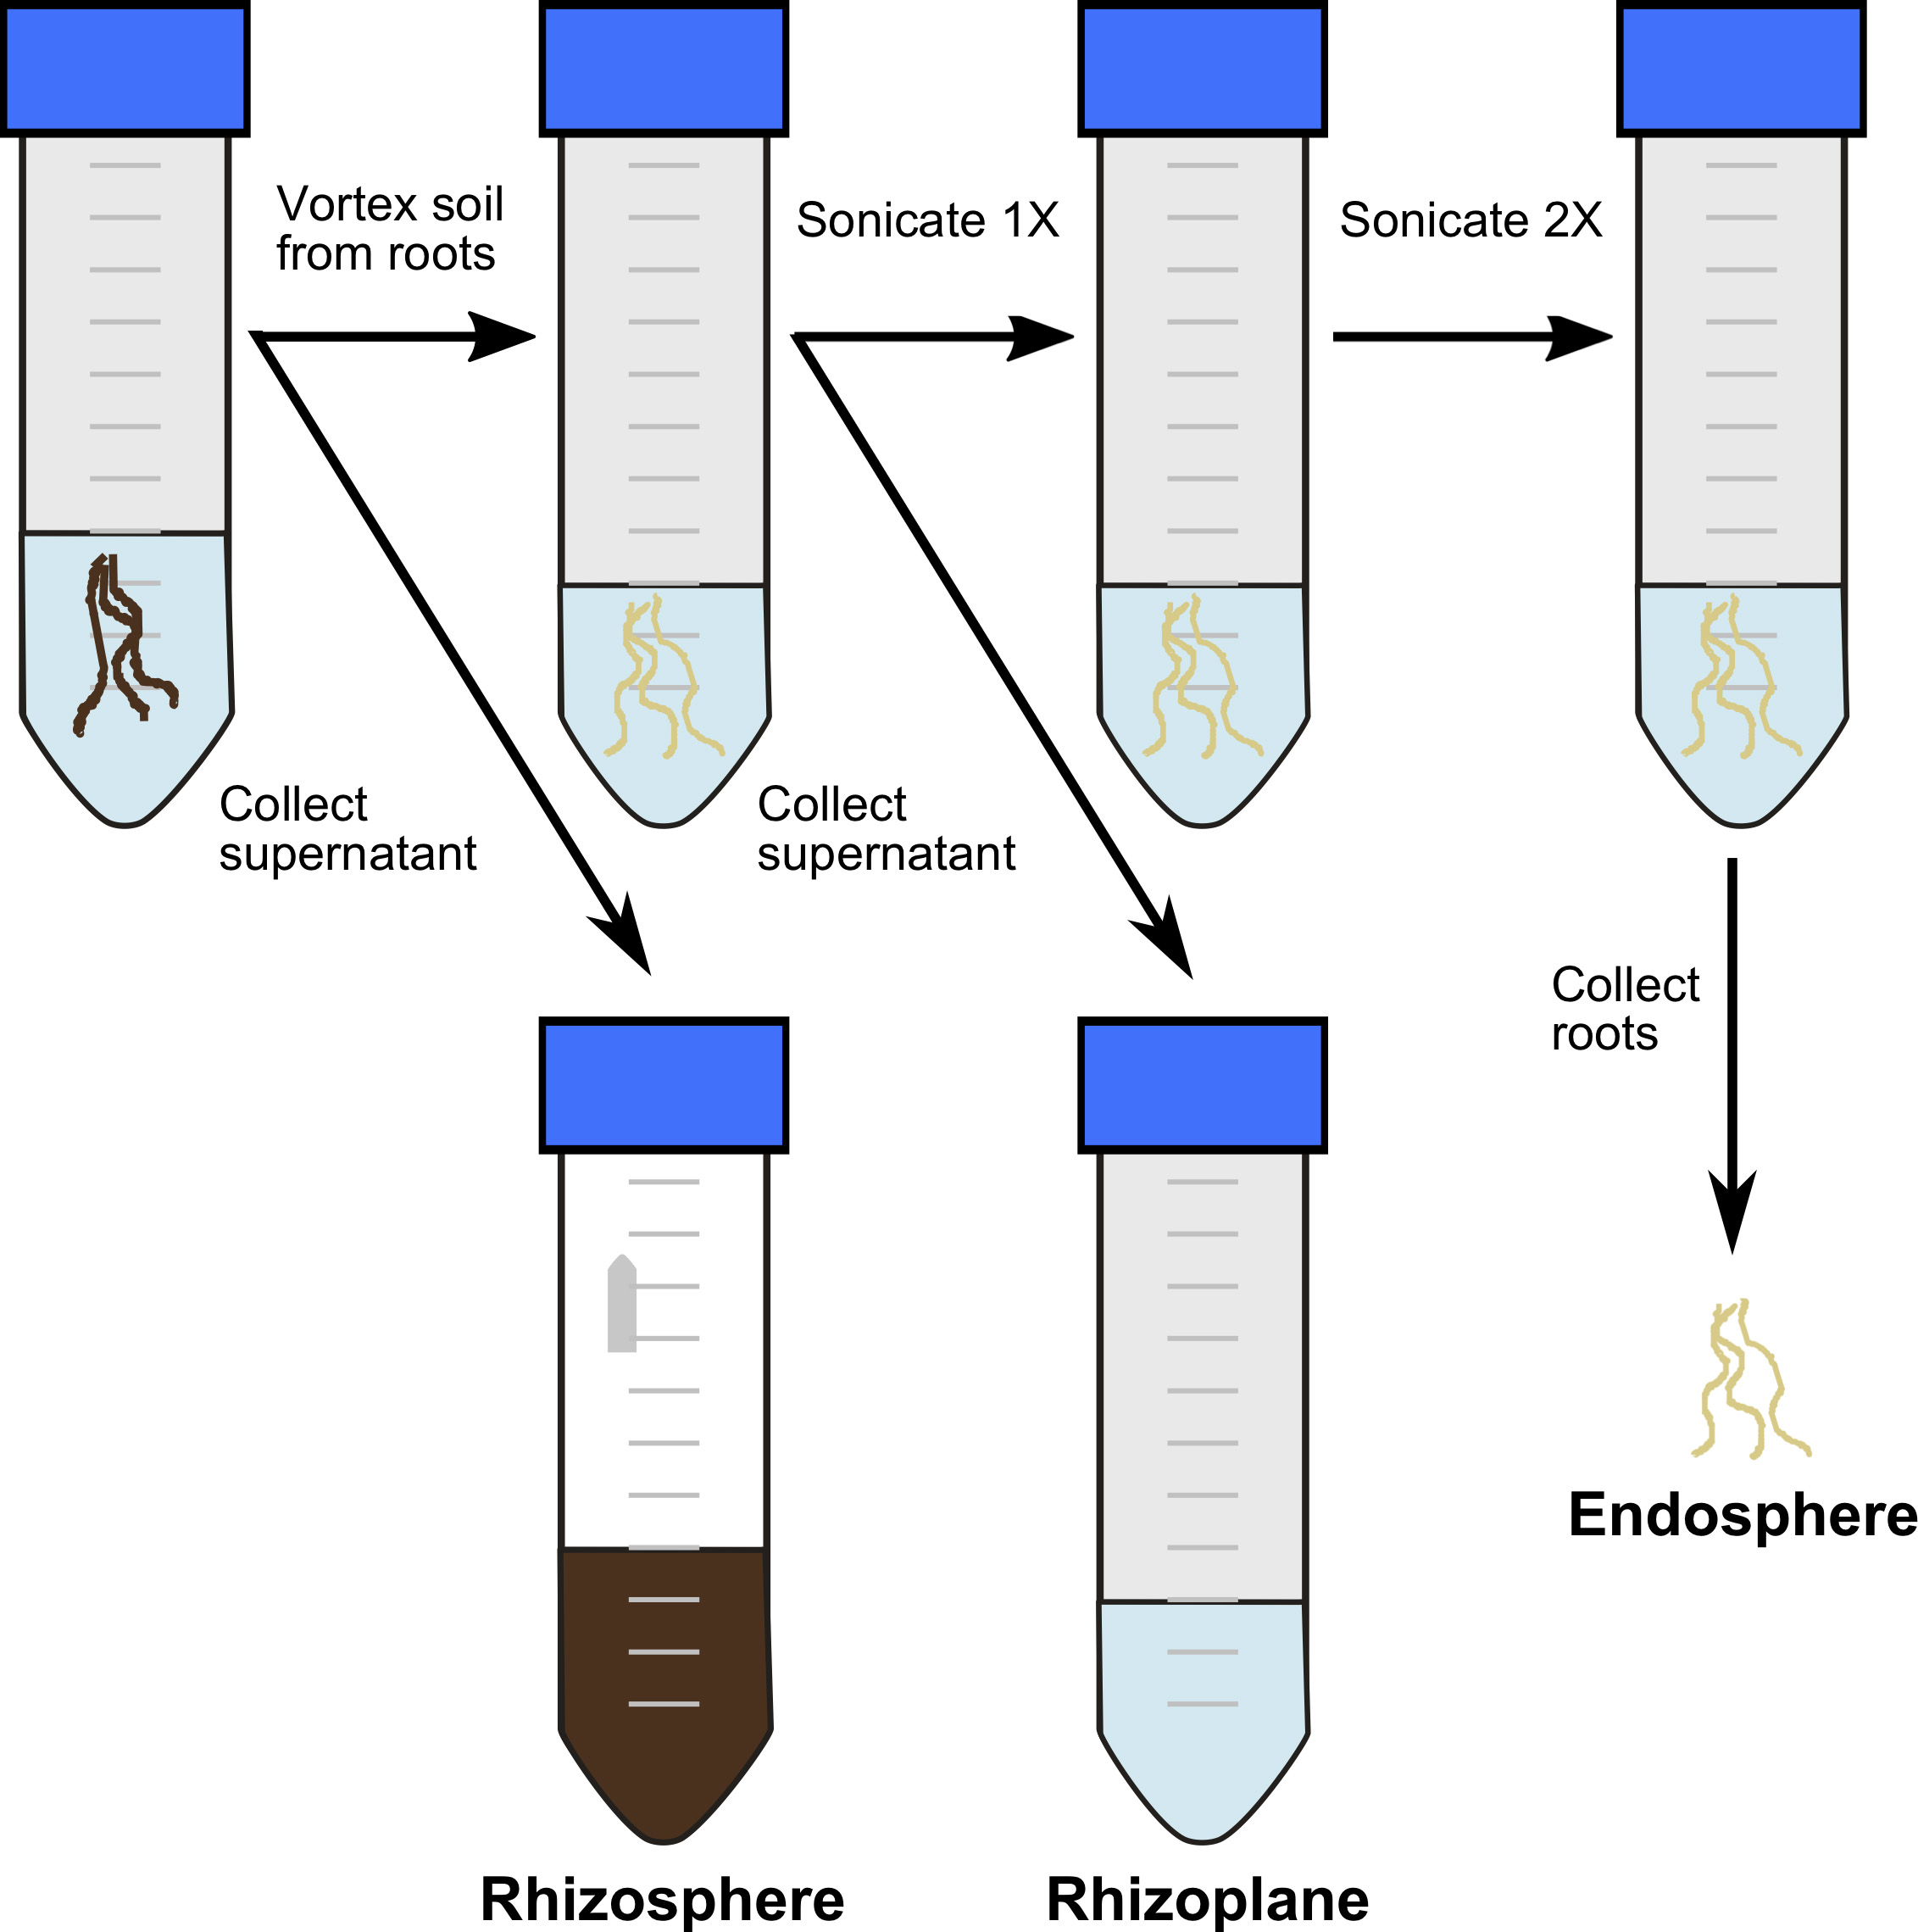 Vortex soil
from roots
Sonicate 1X
Sonicate 2X
Collect
supernatant
Collect
supernatant
Collect
roots
Endosphere
Rhizosphere
Rhizoplane